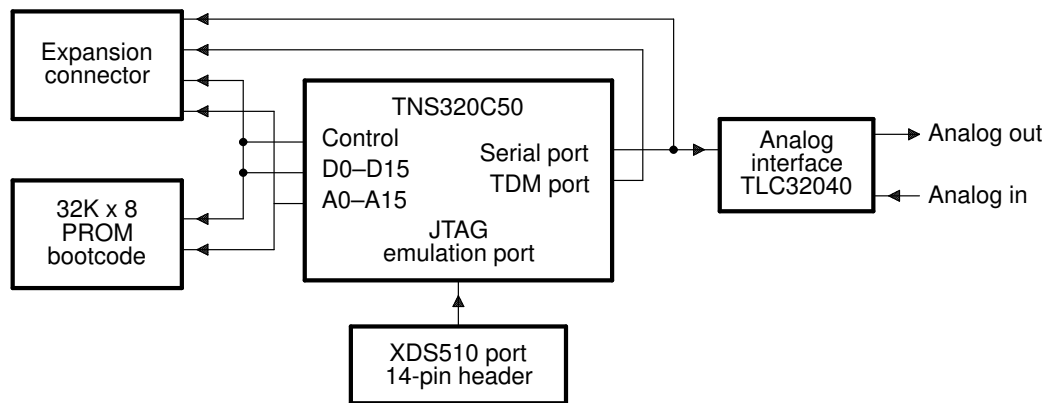 Expansion
connector
32K x 8
PROM
bootcode
TNS320C50
Control
D0–D15
A0–A15
Serial port
TDM port
JTAG
emulation port
XDS510 port
14-pin header
Analog
interface
TLC32040
Analog out
Analog in